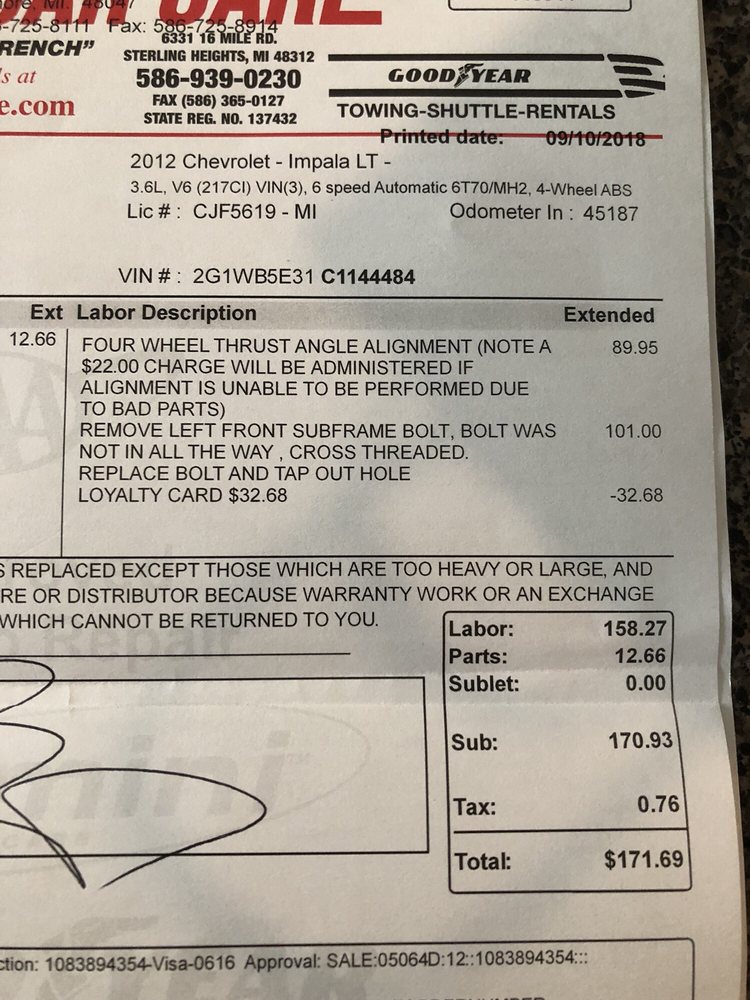 MI. 48047
-725-8111 Fax: 586-725-8914
CARE
6331 16 MILE RD.
RENCH"
STERLING HEIGHTS, MI 48312
586-939-0230
s at
FAX (586) 365-0127
e.com
STATE REG. NO. 137432
GOODYEAR
TOWING-SHUTTLE-RENTALS
Printed date: 09/10/2018
2012 Chevrolet - Impala LT -
3.6L, V6 (217CI) VIN(3), 6 speed Automatic 6T70/MH2, 4-Wheel ABS
Lic # : CJF5619 - MI Odometer In : 45187
VIN # : 2G1WB5E31 C1144484
Ext Labor Description Extended
12.66 FOUR WHEEL THRUST ANGLE ALIGNMENT (NOTE A 89.95
$22.00 CHARGE WILL BE ADMINISTERED IF
ALIGNMENT IS UNABLE TO BE PERFORMED DUE
TO BAD PARTS)
REMOVE LEFT FRONT SUBFRAME BOLT, BOLT WAS 101.00
NOT IN ALL THE WAY , CROSS THREADED.
REPLACE BOLT AND TAP OUT HOLE
LOYALTY CARD $32.68 -32.68
S REPLACED EXCEPT THOSE WHICH ARE TOO HEAVY OR LARGE, AND
RE OR DISTRIBUTOR BECAUSE WARRANTY WORK OR AN EXCHANGE
WHICH CANNOT BE RETURNED TO YOU.
Labor: 158.27
Parts: 12.66
Sublet: 0.00
Sub: 170.93
Tax: 0.76
Total: $171.69
ction: 1083894354-Visa-0616 Approval: SALE:05064D:12::1083894354:::